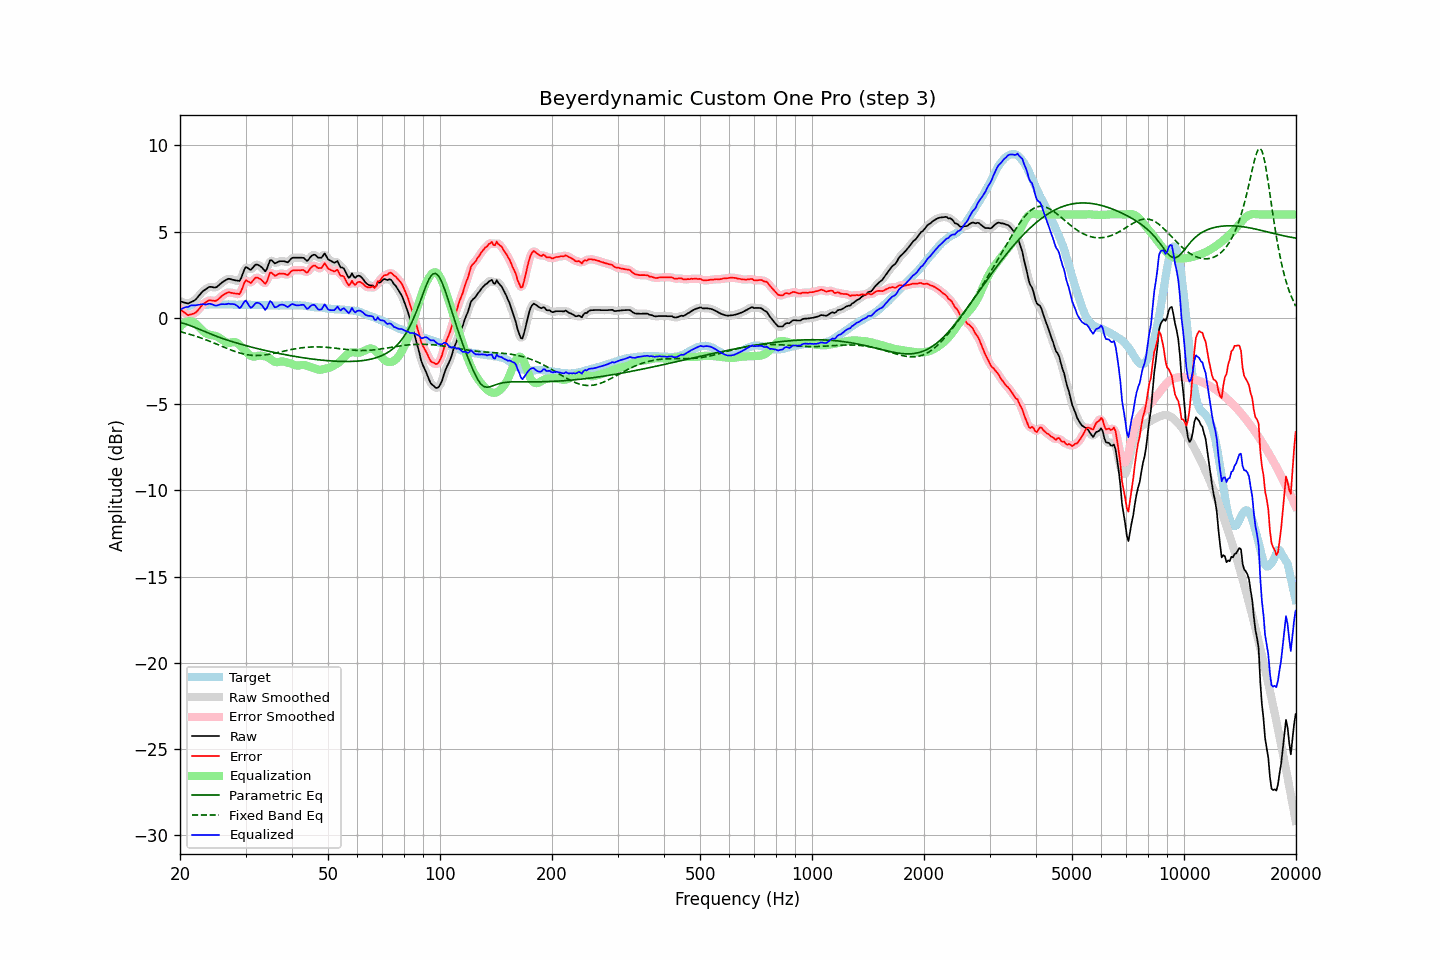 Beyerdynamic Custom One Pro (step 3)
Amplitude (dBr)
10
5
0
−5
−10
−15
−20
−25
−30
Target
Raw Smoothed
Error Smoothed
Raw
Error
Equalization
Parametric Eq
Fixed Band Eq
Equalized
20 50 100 200 500 1000 2000 5000 10000 20000
Frequency (Hz)